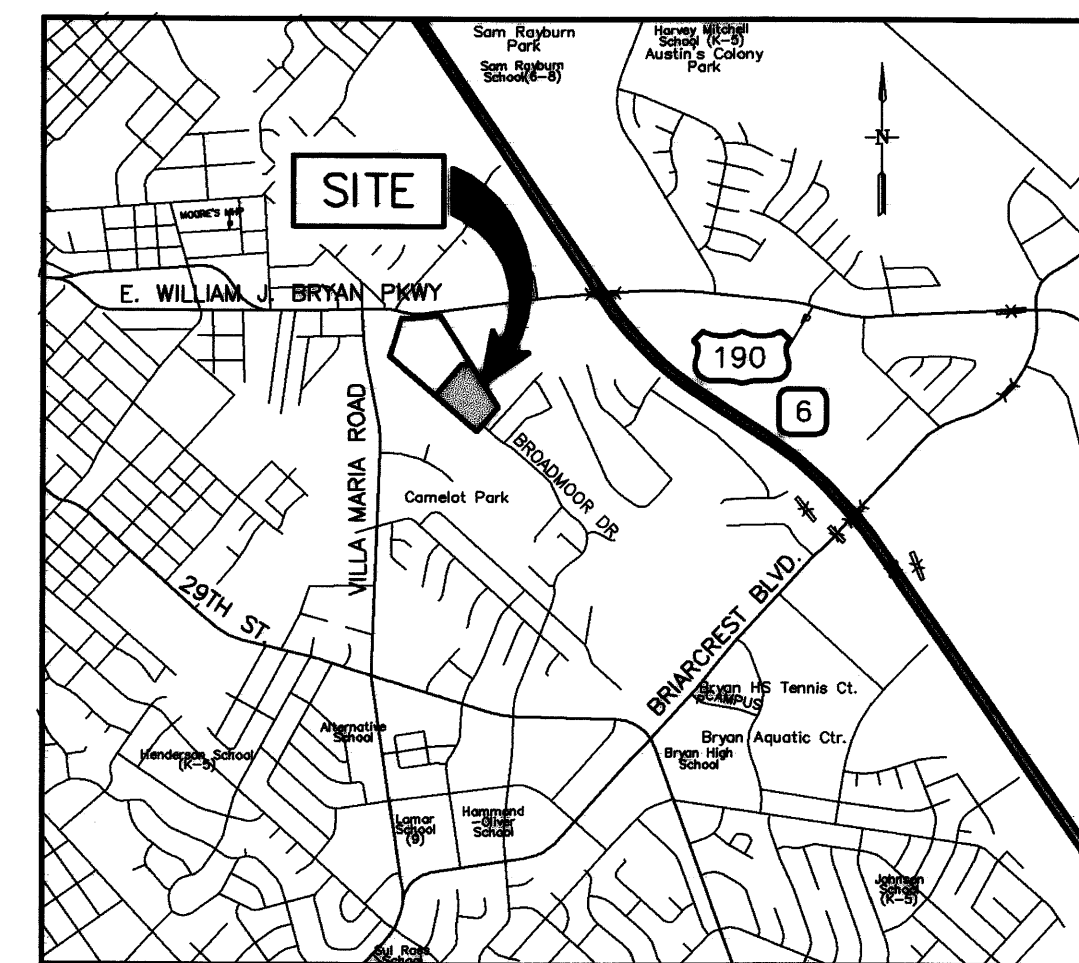 Sam Rayburn
Park
Sam Rayburn
School(6-8)
Harvey Mitchell
School (K-5)
Austin's Colony
Park
N
SITE
MOORE'S MHP
E. WILLIAM J. BRYAN PKWY
190
6
VILLA MARIA ROAD
BROADMOOR DR
Camelot Park
29TH ST.
BRIARCREST BLVD.
Bryan HS Tennis Ct.
CAMPUS
Bryan Aquatic Ctr.
Bryan High
School
Alternative
School
Henderson School
(K-5)
Lamar
School
(9)
Hammond
-Oliver
School
Johnson
School
(K-5)
Sul Ross
School